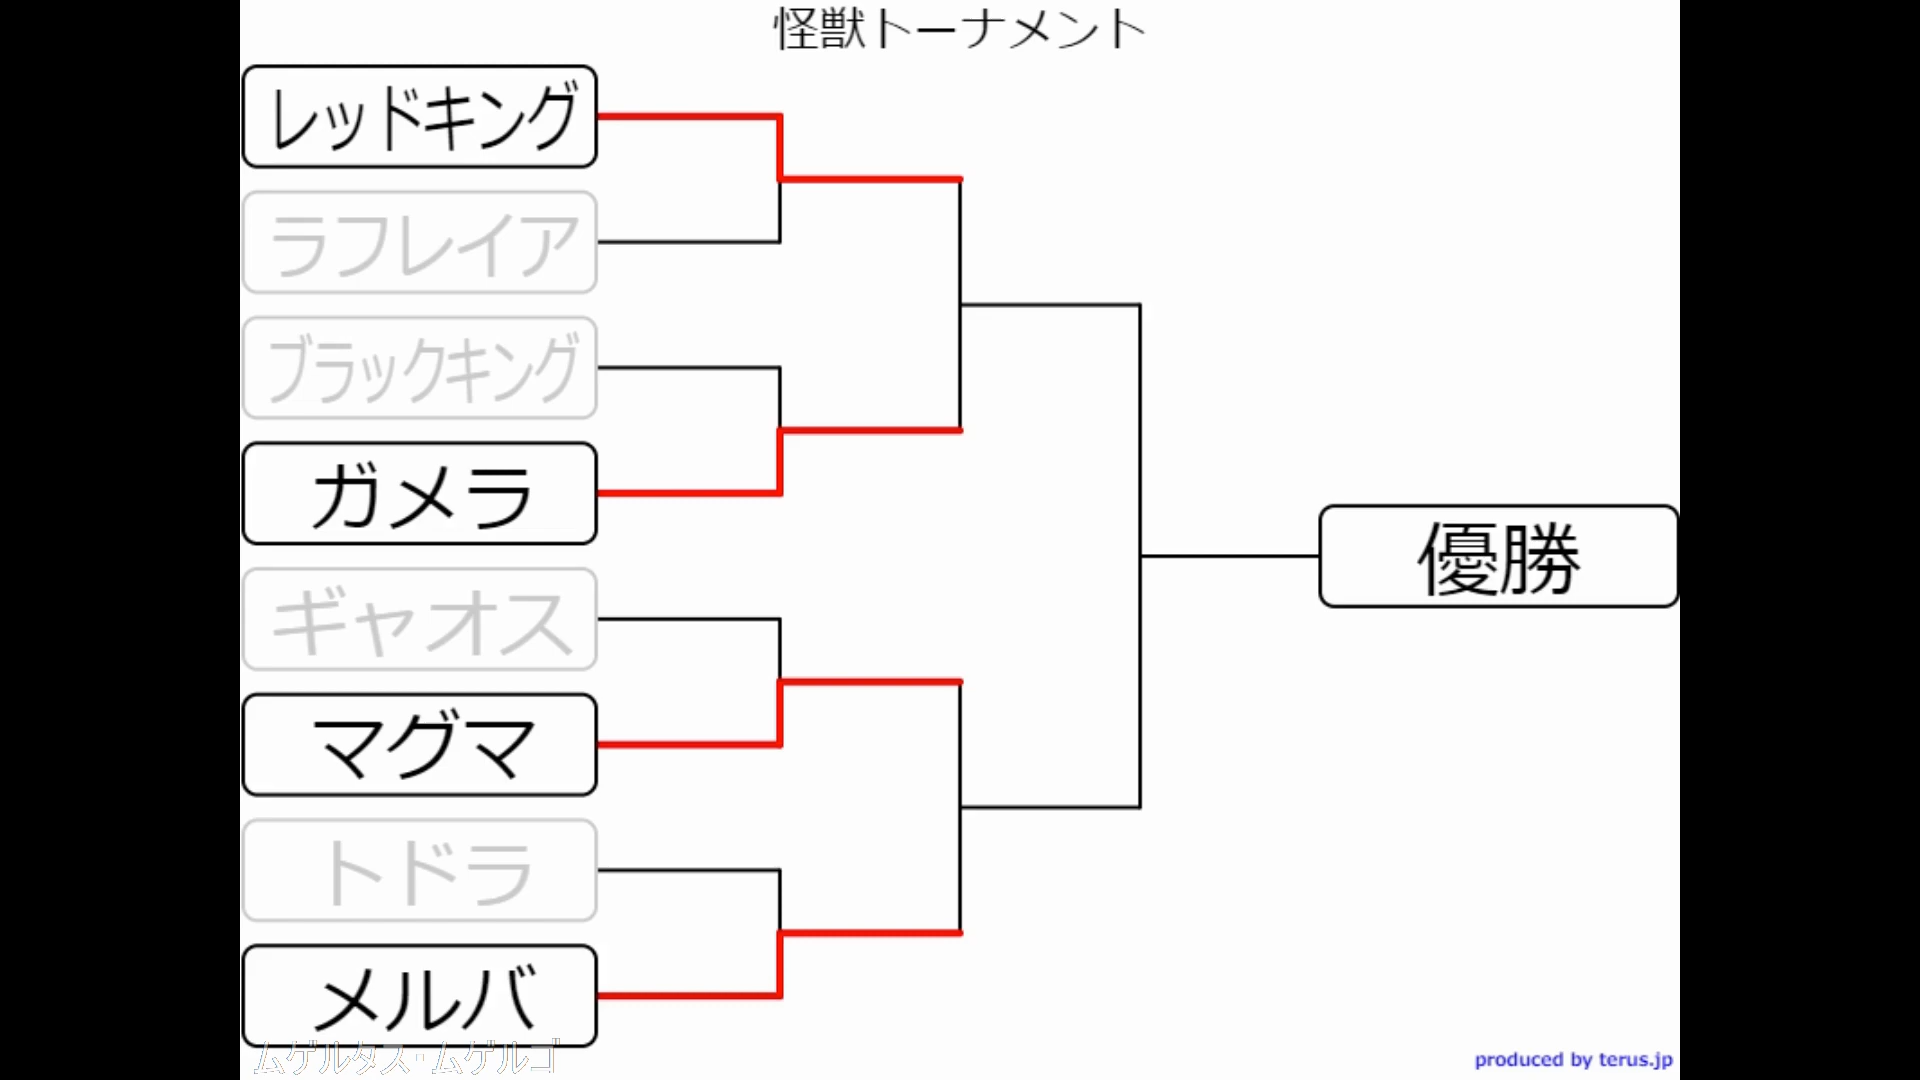 怪獣トーナメント
レッドキング
ラフレイア
ブラックキング
ガメラ
ギャオス
マグマ
トドラ
メルバ
優勝
ムゲルタス・ムゲルゴ
produced by terus.jp